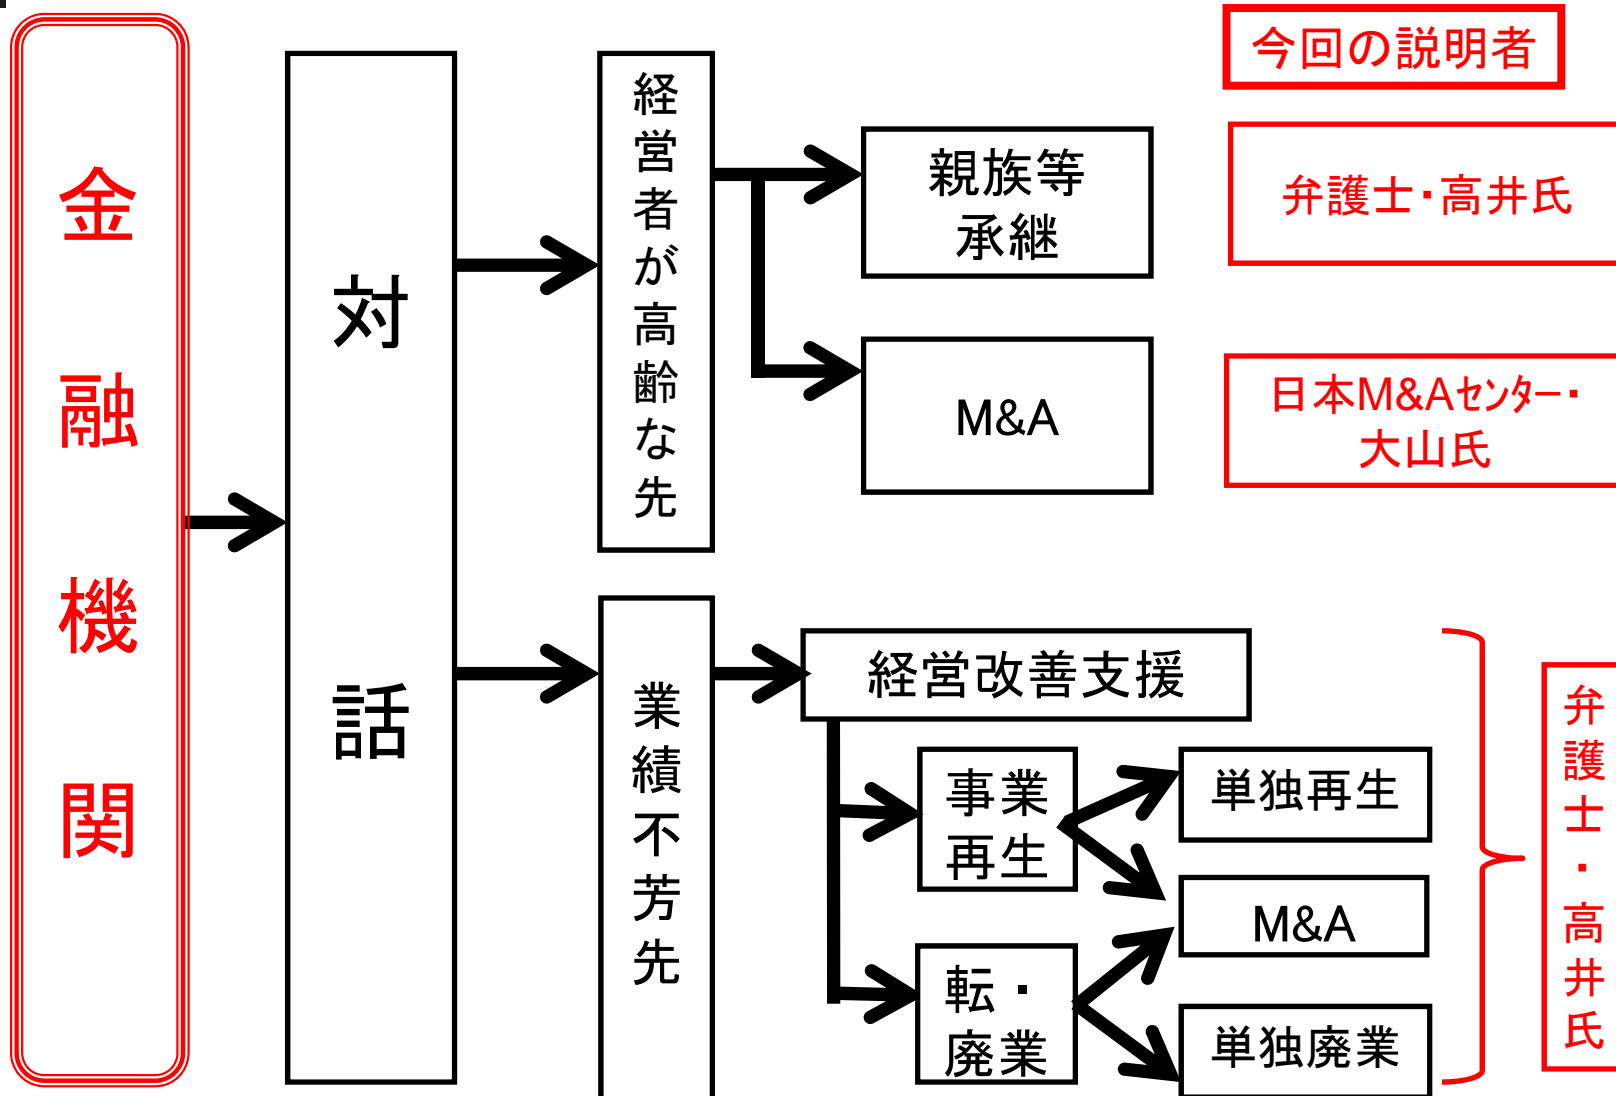 金融機関
対話
経営者が高齢な先
親族等
承継
M&A
今回の説明者
弁護士・高井氏
日本M&Aセンター・
大山氏
業績不芳先
経営改善支援
事業
再生
転・
廃業
単独再生
M&A
単独廃業
弁護士・高井氏